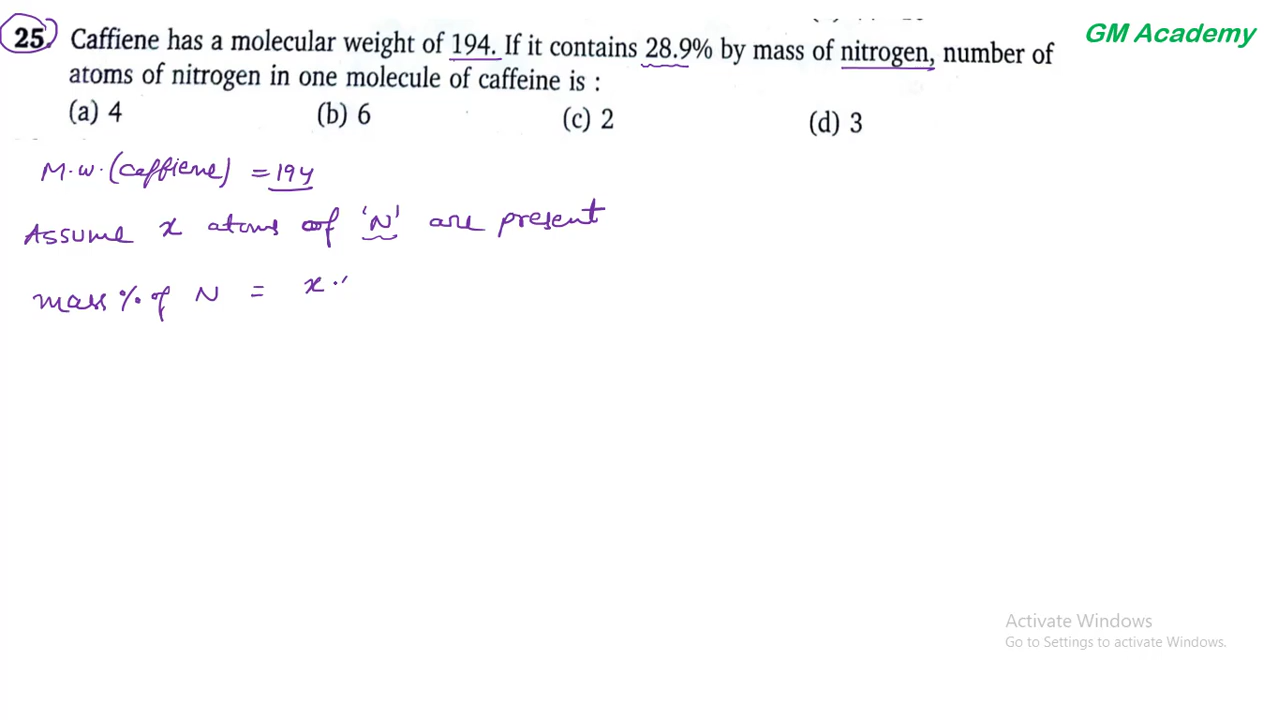 GM Academy
25. Caffiene has a molecular weight of 194. If it contains 28.9% by mass of nitrogen, number of
atoms of nitrogen in one molecule of caffeine is :
(a) 4 (b) 6 (c) 2 (d) 3
M.w.(caffiene) = 194
Assume x atoms of 'N' are present
mass % of N = x.
Activate Windows
Go to Settings to activate Windows.